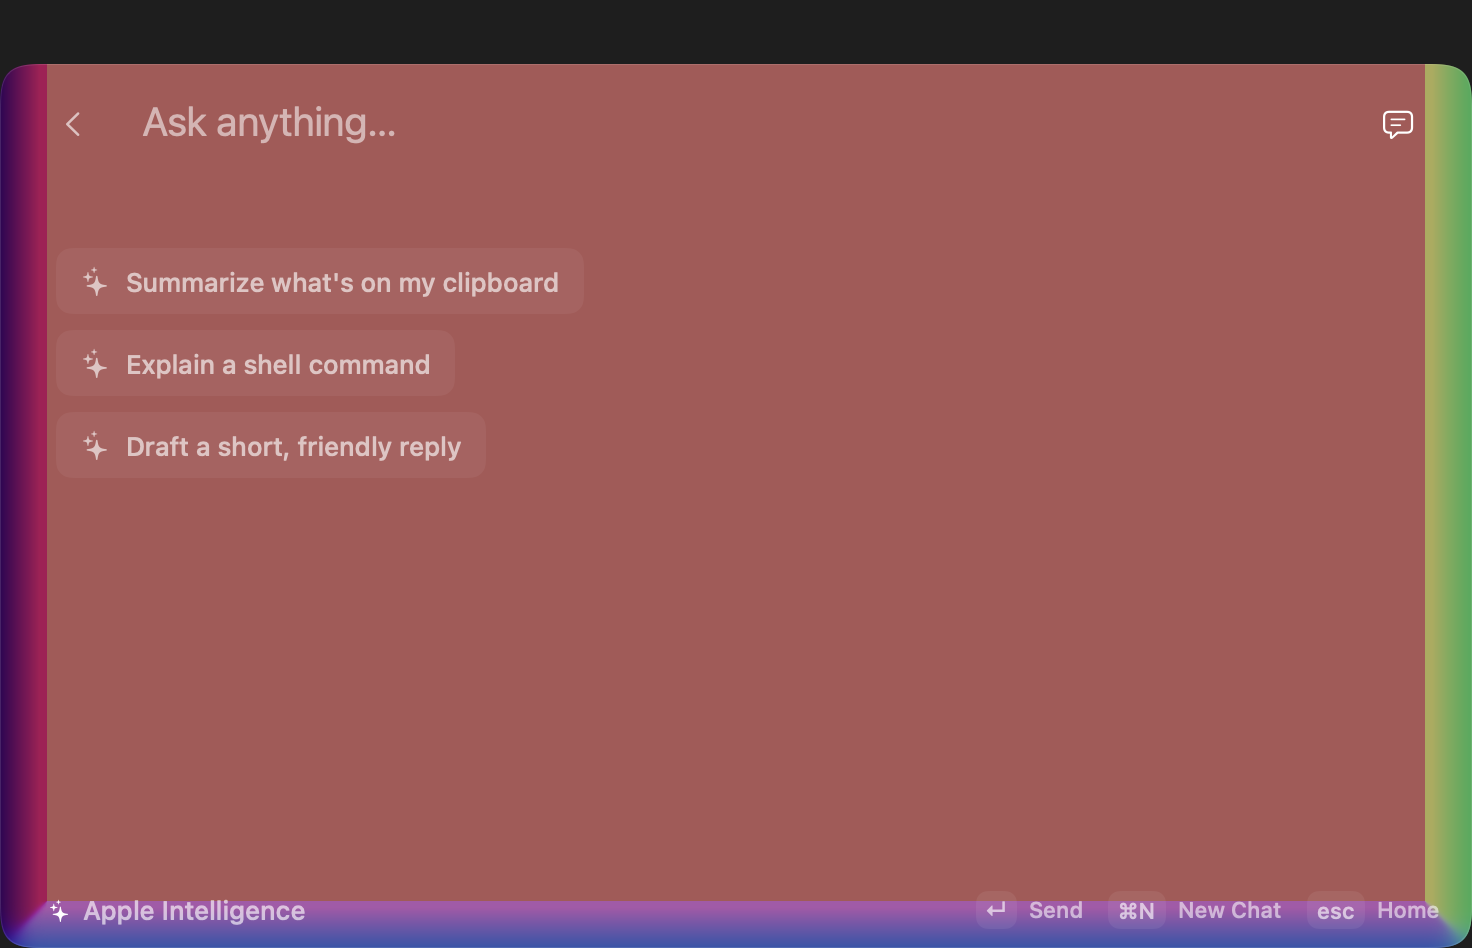 Ask anything...
Summarize what's on my clipboard
Explain a shell command
Draft a short, friendly reply
Apple Intelligence ↵ Send ⌘N New Chat esc Home